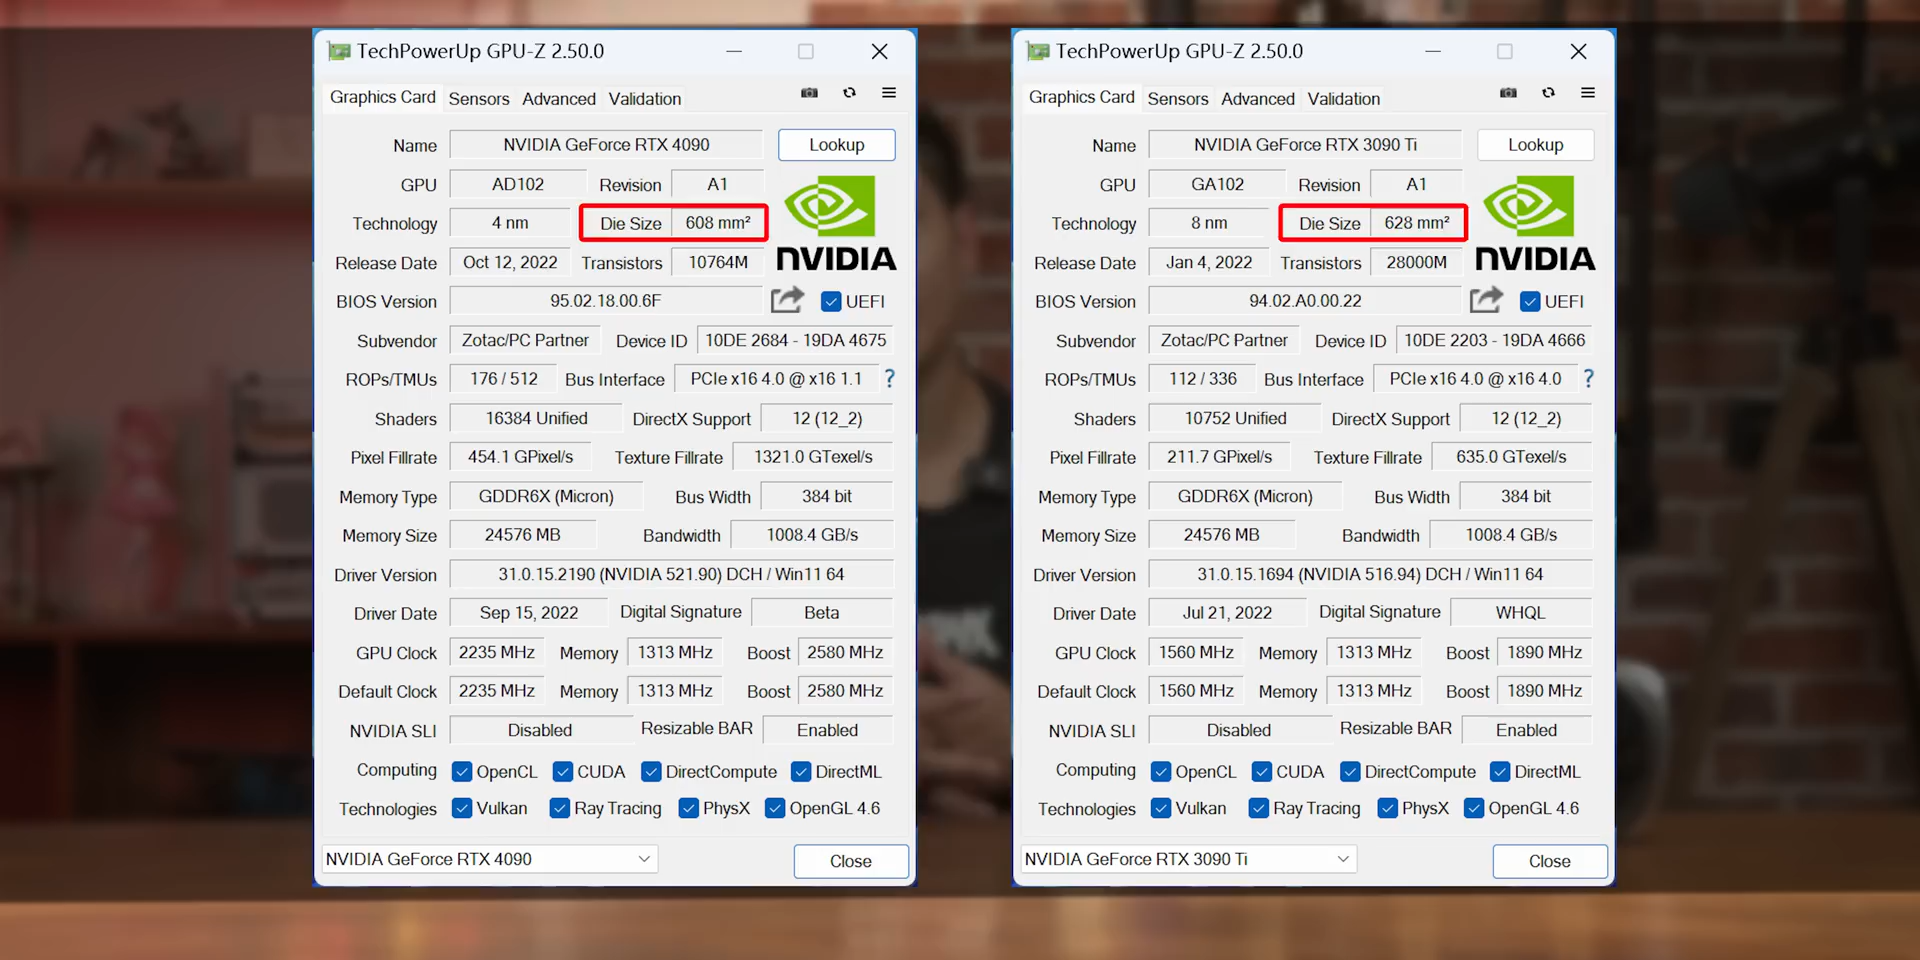 TechPowerUp GPU-Z 2.50.0
Graphics Card Sensors Advanced Validation
Name NVIDIA GeForce RTX 4090 Lookup
GPU AD102 Revision A1
Technology 4 nm Die Size 608 mm²
NVIDIA
Release Date Oct 12, 2022 Transistors 10764M
BIOS Version 95.02.18.00.6F UEFI
Subvendor Zotac/PC Partner Device ID 10DE 2684 - 19DA 4675
ROPs/TMUs 176 / 512 Bus Interface PCIe x16 4.0 @ x16 1.1 ?
Shaders 16384 Unified DirectX Support 12 (12_2)
Pixel Fillrate 454.1 GPixel/s Texture Fillrate 1321.0 GTexel/s
Memory Type GDDR6X (Micron) Bus Width 384 bit
Memory Size 24576 MB Bandwidth 1008.4 GB/s
Driver Version 31.0.15.2190 (NVIDIA 521.90) DCH / Win11 64
Driver Date Sep 15, 2022 Digital Signature Beta
GPU Clock 2235 MHz Memory 1313 MHz Boost 2580 MHz
Default Clock 2235 MHz Memory 1313 MHz Boost 2580 MHz
NVIDIA SLI Disabled Resizable BAR Enabled
Computing OpenCL CUDA DirectCompute DirectML
Technologies Vulkan Ray Tracing PhysX OpenGL 4.6
NVIDIA GeForce RTX 4090 Close
TechPowerUp GPU-Z 2.50.0
Graphics Card Sensors Advanced Validation
Name NVIDIA GeForce RTX 3090 Ti Lookup
GPU GA102 Revision A1
Technology 8 nm Die Size 628 mm²
NVIDIA
Release Date Jan 4, 2022 Transistors 28000M
BIOS Version 94.02.A0.00.22 UEFI
Subvendor Zotac/PC Partner Device ID 10DE 2203 - 19DA 4666
ROPs/TMUs 112 / 336 Bus Interface PCIe x16 4.0 @ x16 4.0 ?
Shaders 10752 Unified DirectX Support 12 (12_2)
Pixel Fillrate 211.7 GPixel/s Texture Fillrate 635.0 GTexel/s
Memory Type GDDR6X (Micron) Bus Width 384 bit
Memory Size 24576 MB Bandwidth 1008.4 GB/s
Driver Version 31.0.15.1694 (NVIDIA 516.94) DCH / Win11 64
Driver Date Jul 21, 2022 Digital Signature WHQL
GPU Clock 1560 MHz Memory 1313 MHz Boost 1890 MHz
Default Clock 1560 MHz Memory 1313 MHz Boost 1890 MHz
NVIDIA SLI Disabled Resizable BAR Enabled
Computing OpenCL CUDA DirectCompute DirectML
Technologies Vulkan Ray Tracing PhysX OpenGL 4.6
NVIDIA GeForce RTX 3090 Ti Close